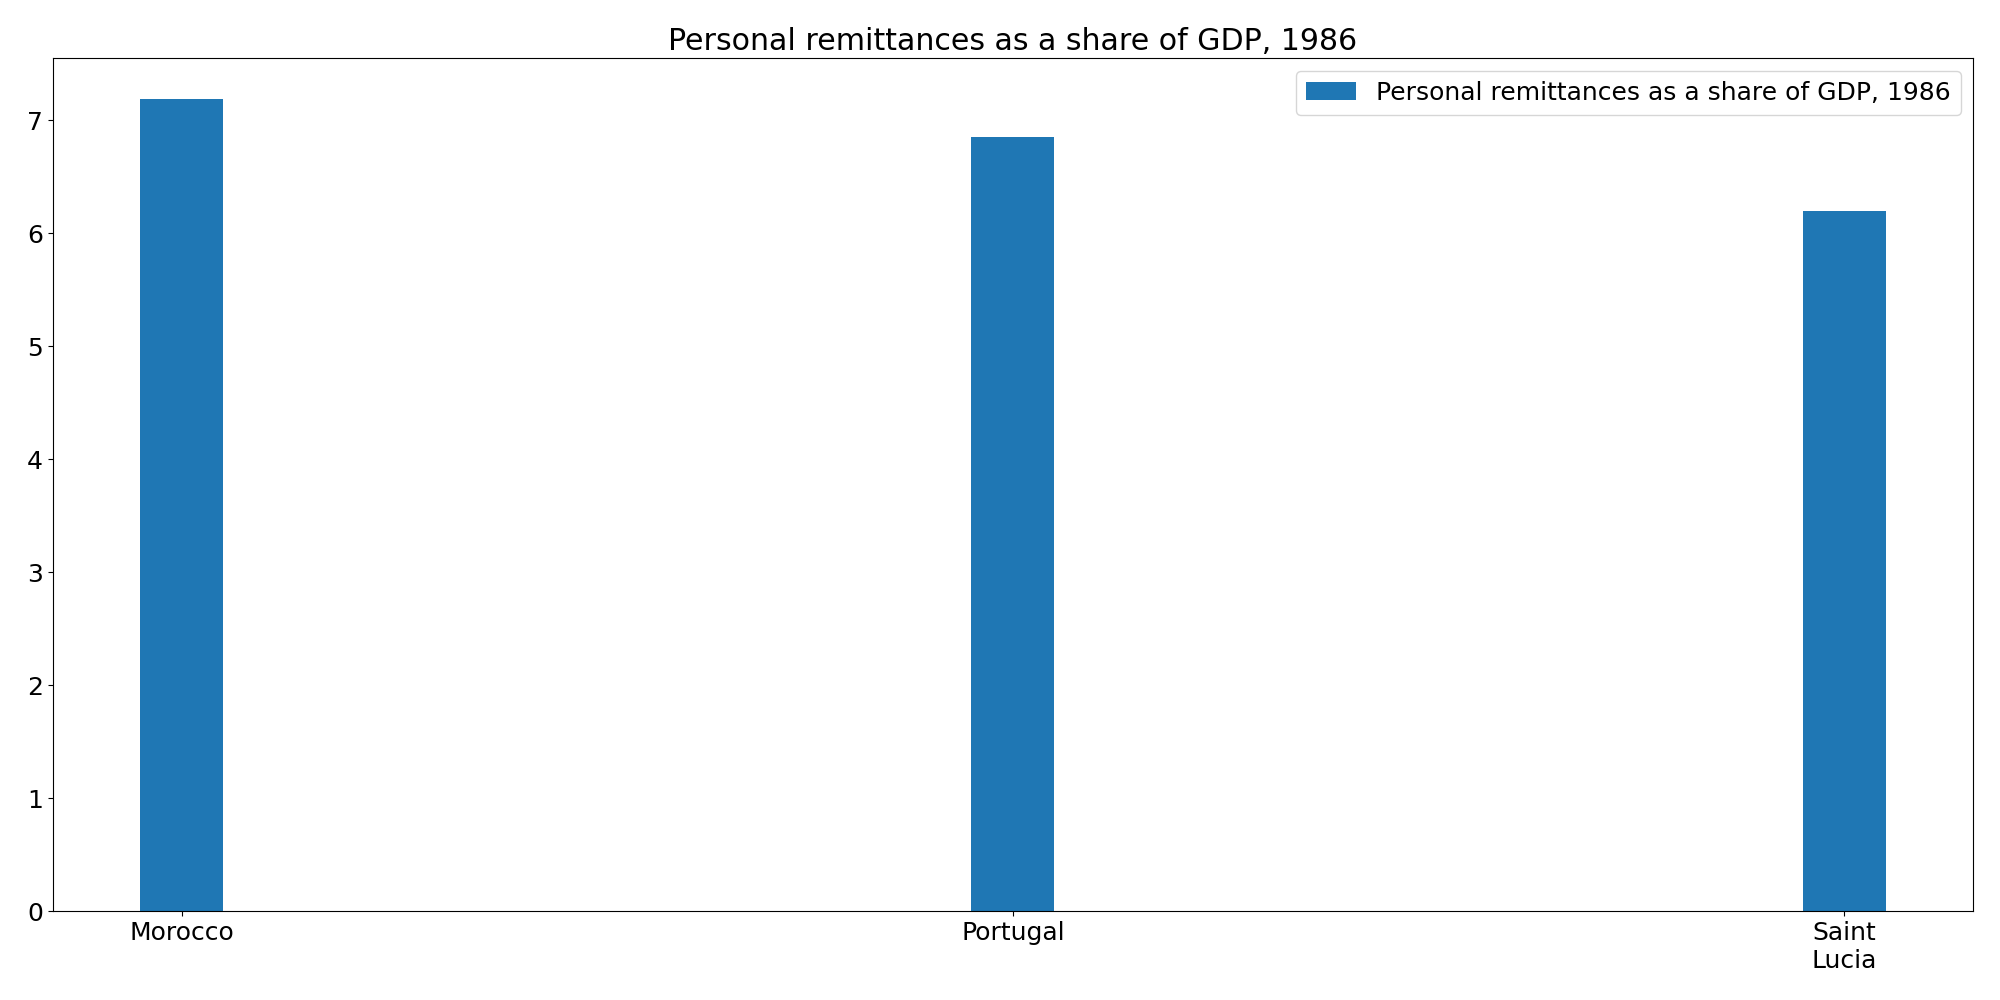 Personal remittances as a share of GDP, 1986
Personal remittances as a share of GDP, 1986
7
6
5
4
3
2
1
0
Morocco
Portugal
Saint
Lucia